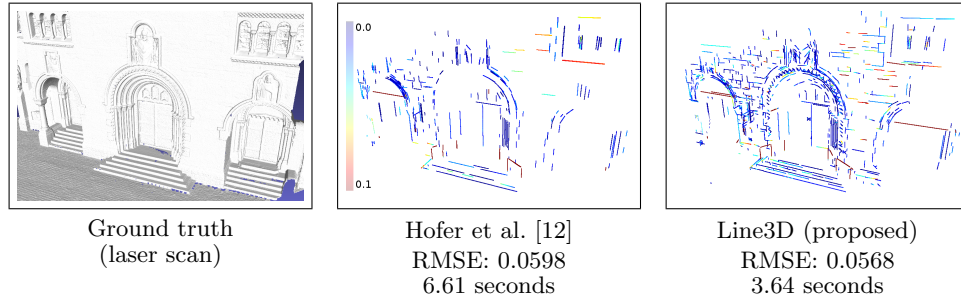 0.0
0.1
Ground truth
(laser scan)
Hofer et al. [12]
RMSE: 0.0598
6.61 seconds
Line3D (proposed)
RMSE: 0.0568
3.64 seconds